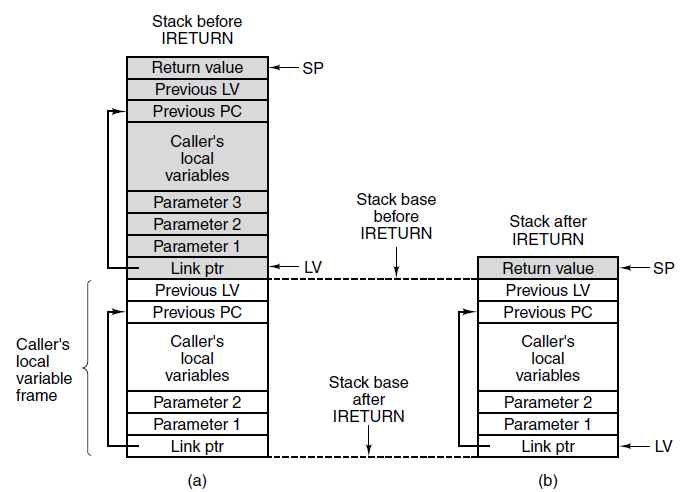 Stack before
IRETURN
Return value
SP
Previous LV
Previous PC
Caller's
local
variables
Parameter 3
Parameter 2
Parameter 1
Link ptr
LV
Previous LV
Previous PC
Caller's
local
variables
Parameter 2
Parameter 1
Link ptr
Caller's
local
variable
frame
(a)
Stack base
before
IRETURN
Stack base
after
IRETURN
Stack after
IRETURN
Return value
SP
Previous LV
Previous PC
Caller's
local
variables
Parameter 2
Parameter 1
Link ptr
LV
(b)